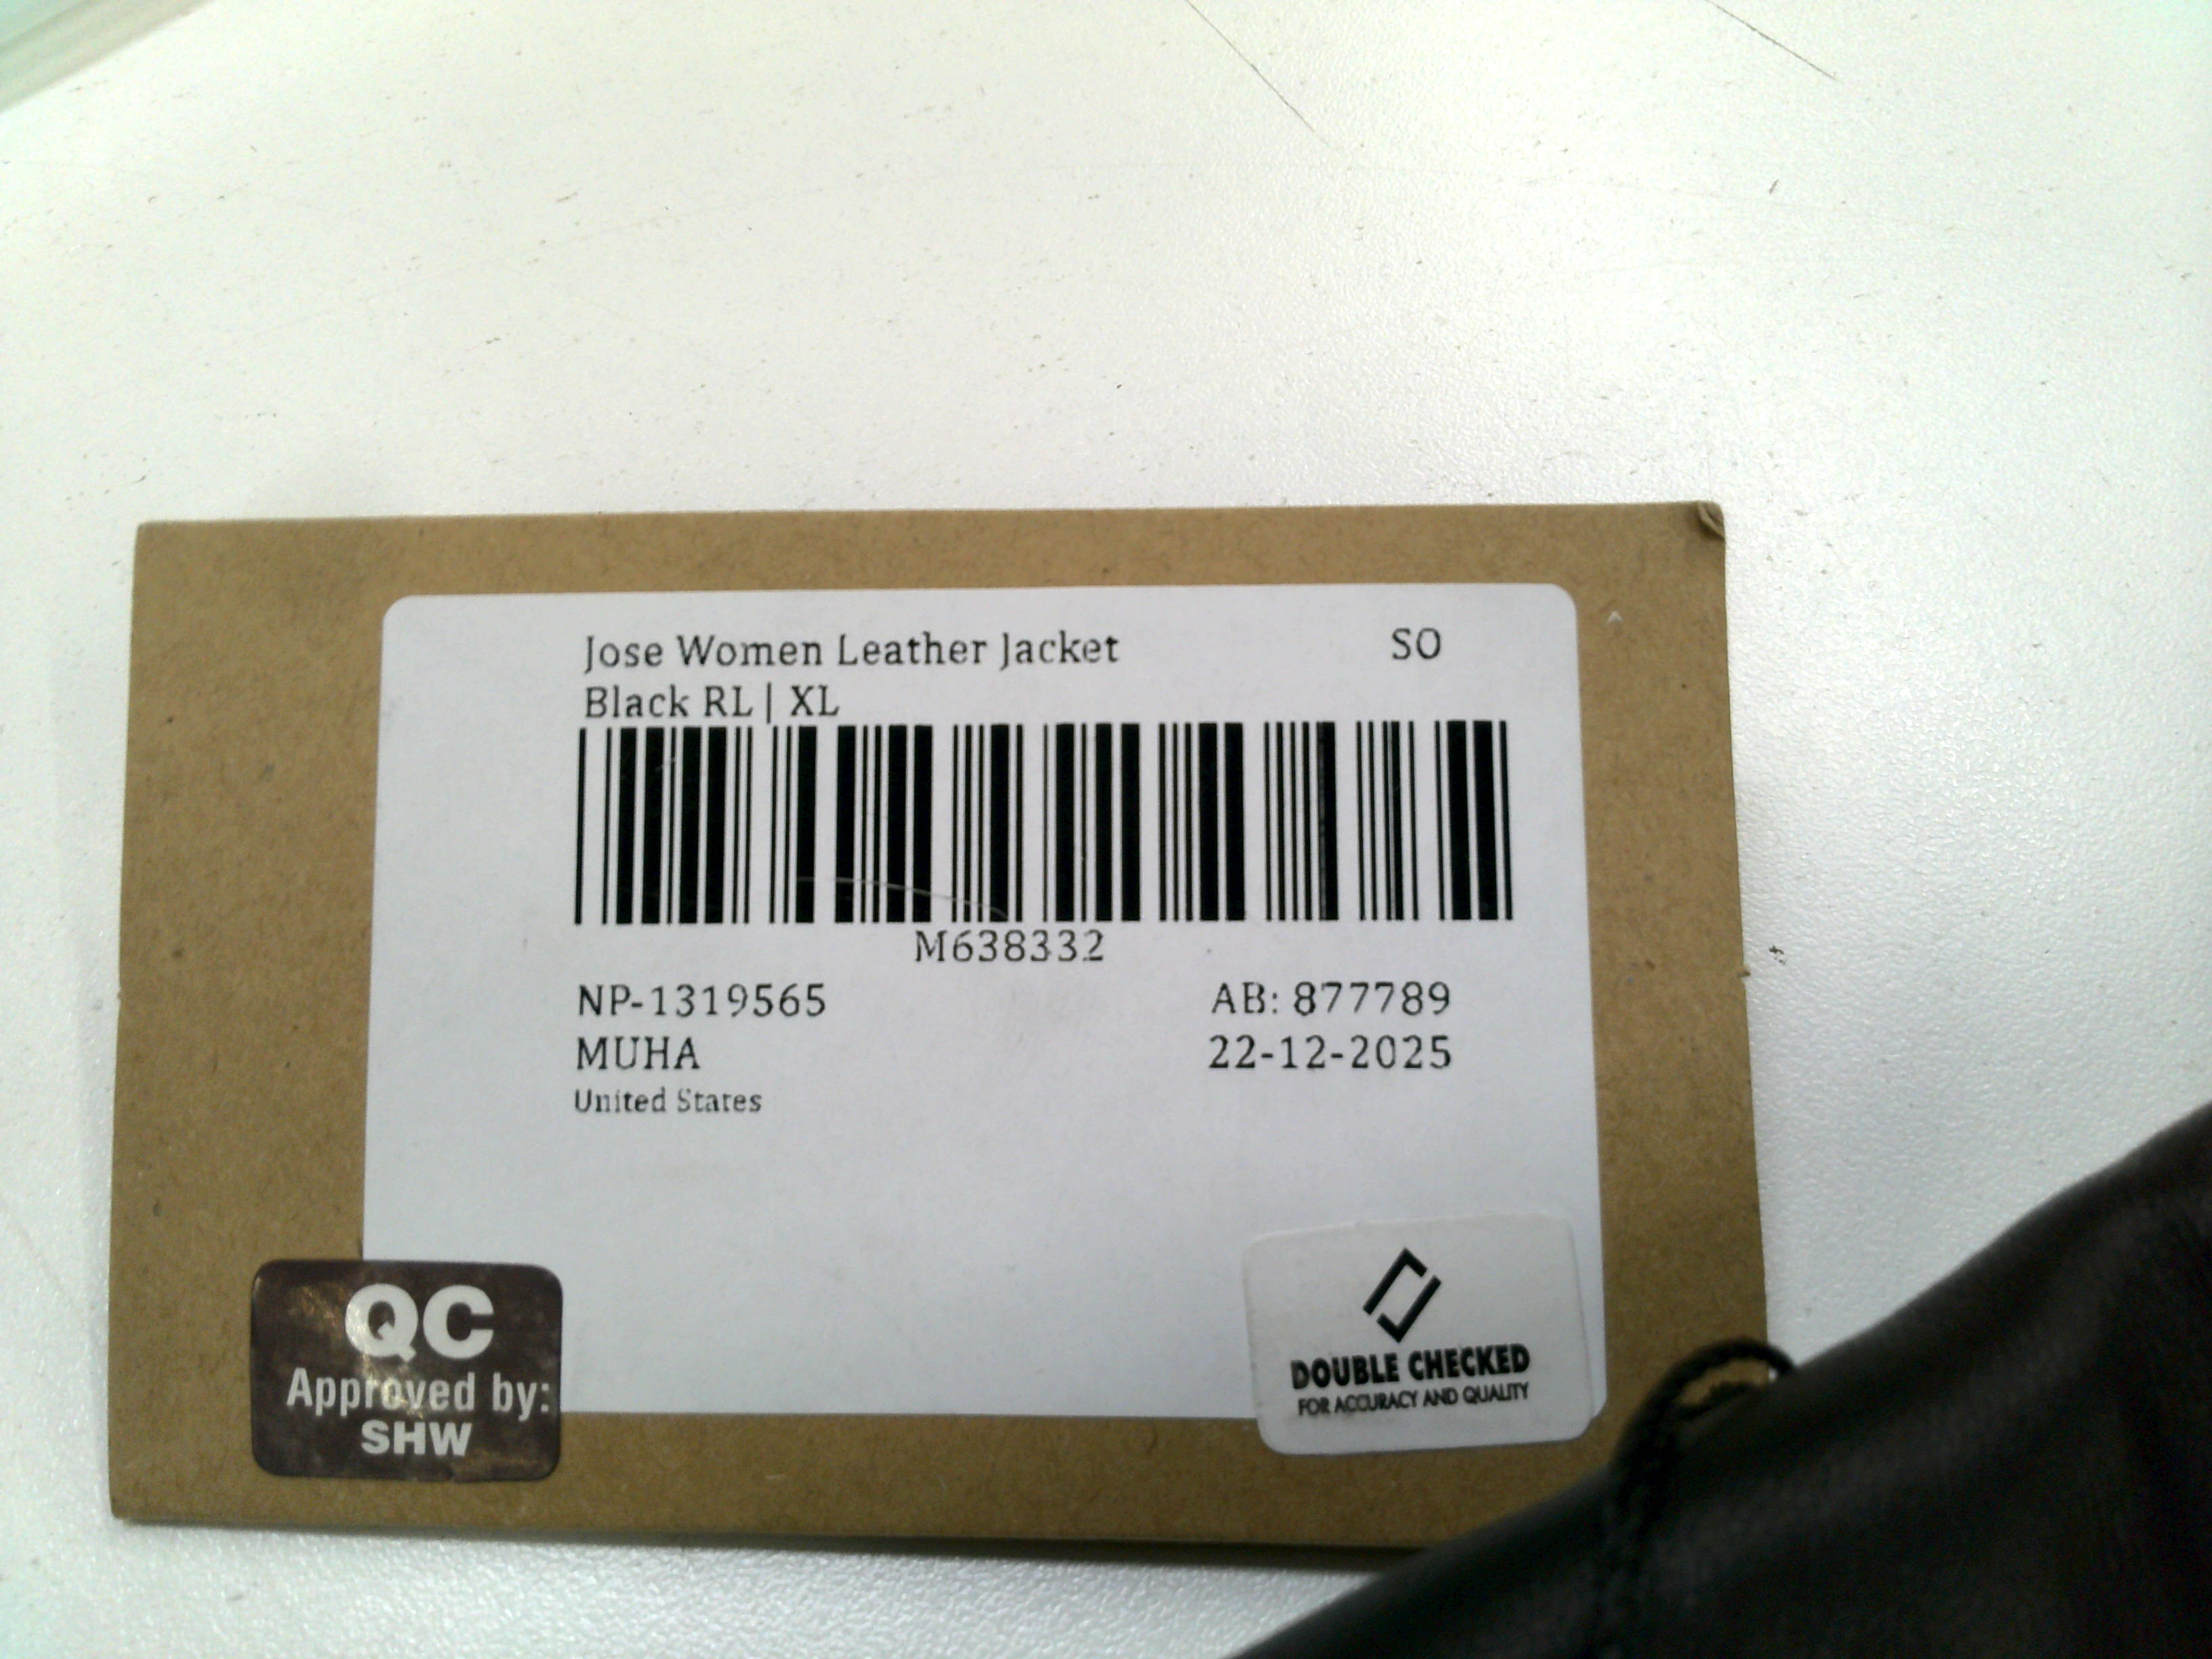 Jose Women Leather Jacket SO
Black RL | XL
M638332
NP-1319565 AB: 877789
MUHA 22-12-2025
United States
QC
Approved by:
SHW
DOUBLE CHECKED
FOR ACCURACY AND QUALITY